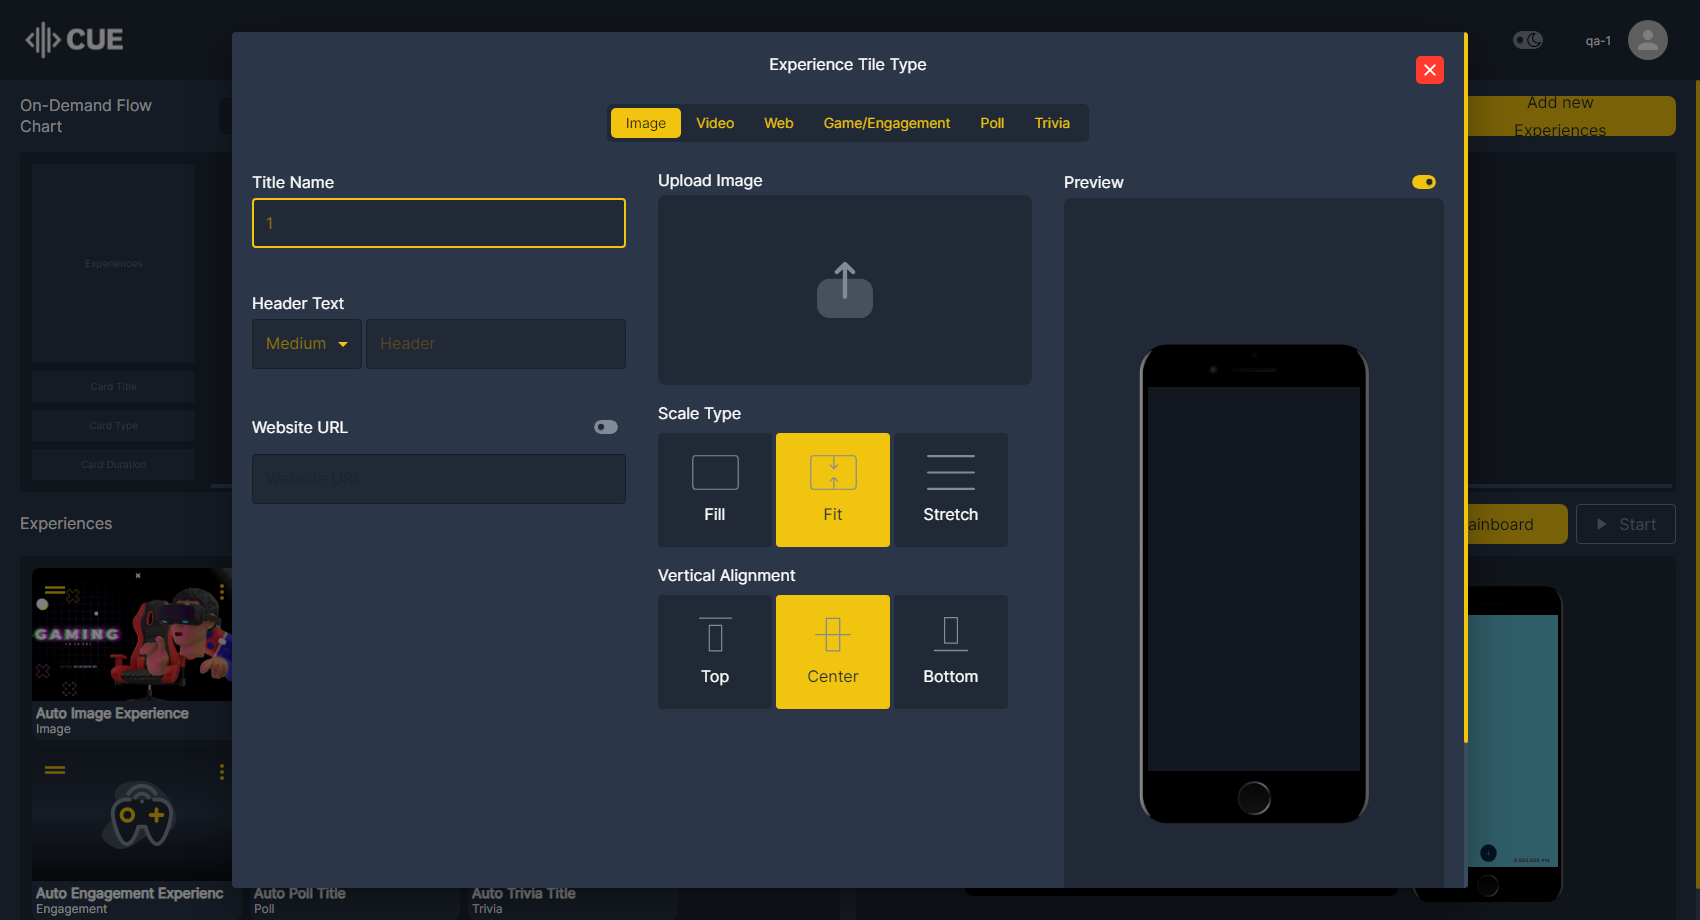 CUE
qa-1
On-Demand Flow
Chart
Add new
Experiences
Experience Tile Type
Image
Video
Web
Game/Engagement
Poll
Trivia
Title Name
1
Header Text
Medium
Header
Website URL
Website URL
Upload Image
Scale Type
Fill
Fit
Stretch
Vertical Alignment
Top
Center
Bottom
Preview
Experiences
Card Title
Card Type
Card Duration
Experiences
ainboard
Start
GAMING
Auto Image Experience
Image
Auto Engagement Experienc
Engagement
Auto Poll Title
Poll
Auto Trivia Title
Trivia